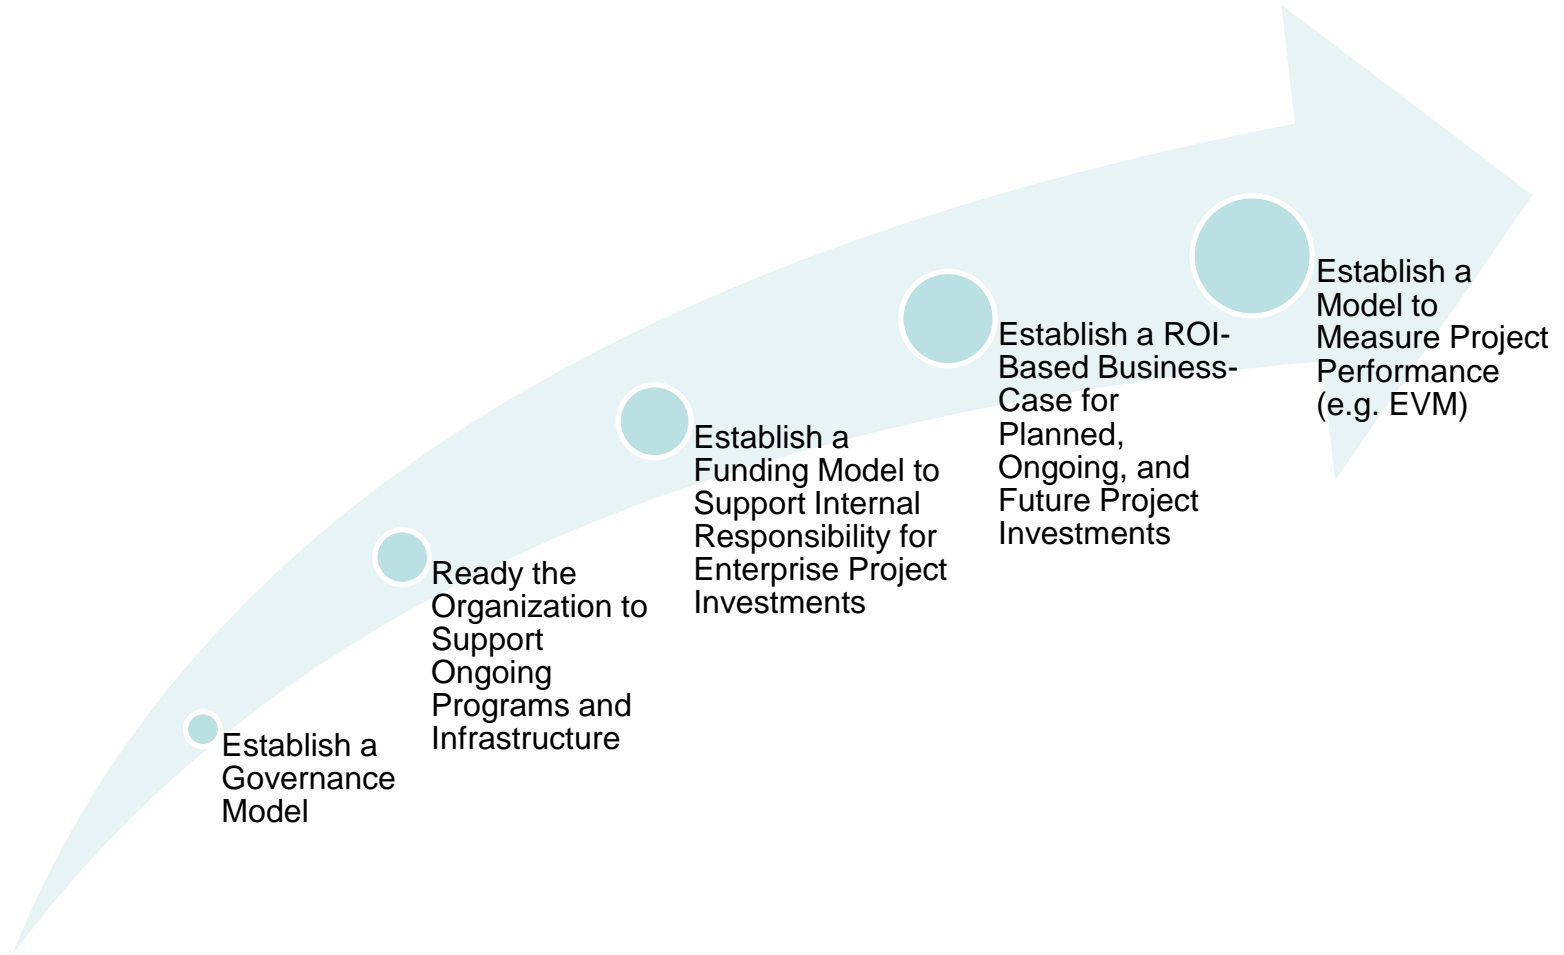 Establish a
Governance
Model
Ready the
Organization to
Support
Ongoing
Programs and
Infrastructure
Establish a
Funding Model to
Support Internal
Responsibility for
Enterprise Project
Investments
Establish a ROI-
Based Business-
Case for
Planned,
Ongoing, and
Future Project
Investments
Establish a
Model to
Measure Project
Performance
(e.g. EVM)